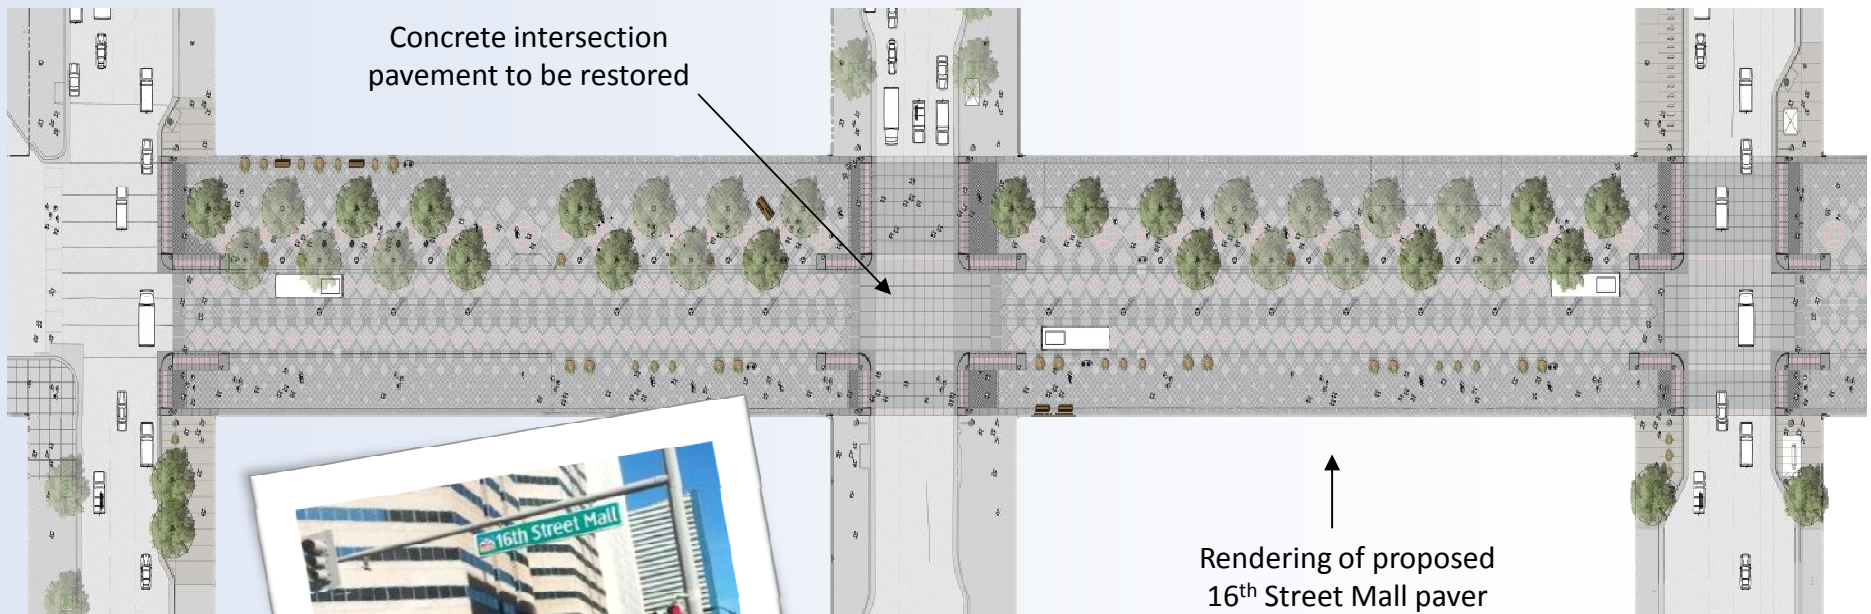 Concrete intersection
pavement to be restored
16th Street Mall
Rendering of proposed
16th Street Mall paver